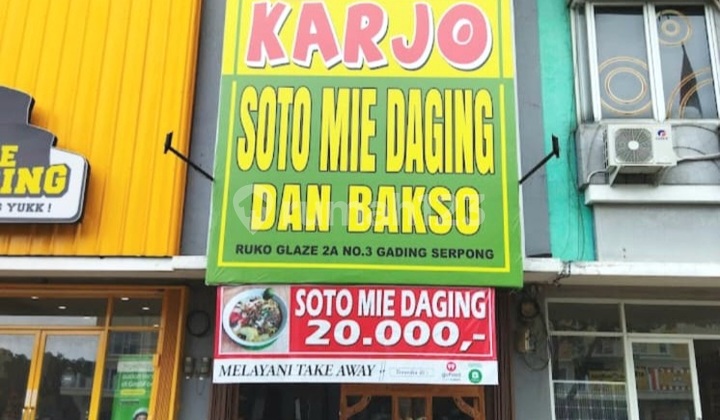 KARJO
SOTO MIE DAGING
DAN BAKSO
RUKO GLAZE 2A NO.3 GADING SERPONG
SOTO MIE DAGING
20.000,-
MELAYANI TAKE AWAY
YUKK !